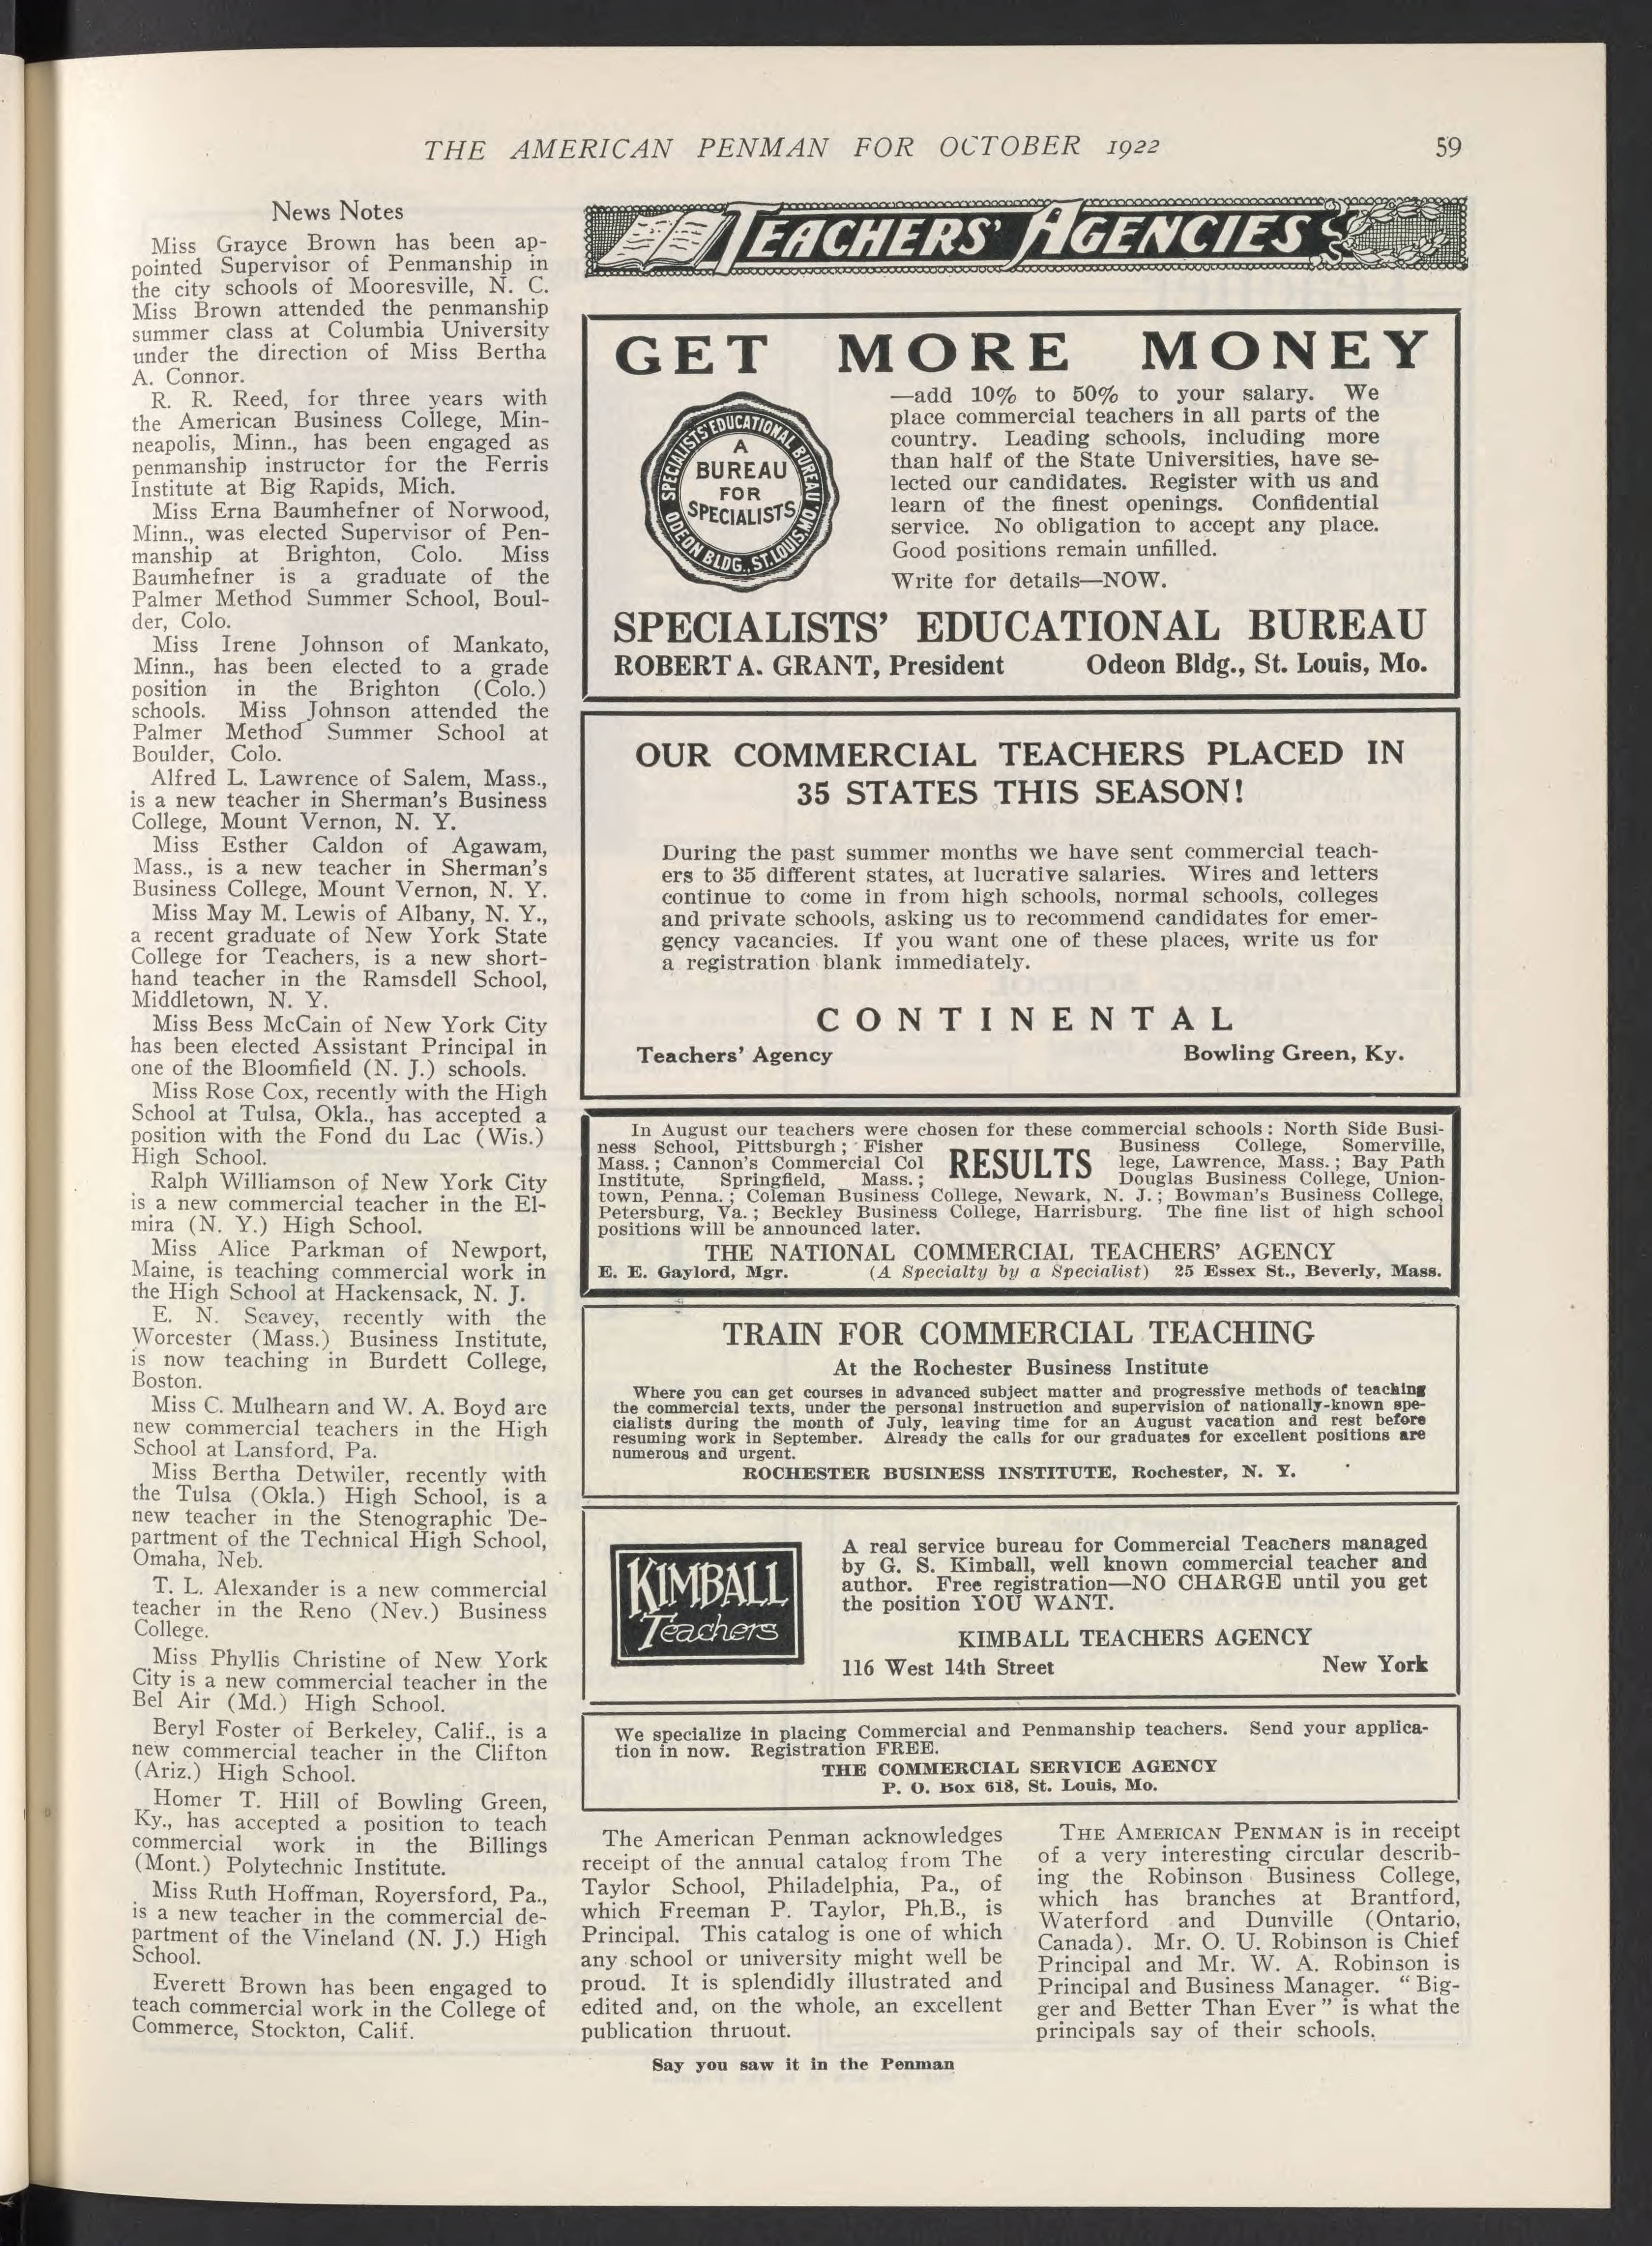 THE AMERICAN PENMAN FOR OCTOBER 1922
59
News Notes
Miss Grayce Brown has been ap-
pointed Supervisor of Penmanship in
the city schools of Mooresville, N. C.
Miss Brown attended the penmanship
summer class at Columbia University
under the direction of Miss Bertha
A. Connor.
R. R. Reed, for three years with
the American Business College, Min-
neapolis, Minn., has been engaged as
penmanship instructor for the Ferris
Institute at Big Rapids, Mich.
Miss Erna Baumhefner of Norwood,
Minn., was elected Supervisor of Pen-
manship at Brighton, Colo. Miss
Baumhefner is a graduate of the
Palmer Method Summer School, Boul-
der, Colo.
Miss Irene Johnson of Mankato,
Minn., has been elected to a grade
position in the Brighton (Colo.)
schools. Miss Johnson attended the
Palmer Method Summer School at
Boulder, Colo.
Alfred L. Lawrence of Salem, Mass.,
is a new teacher in Sherman's Business
College, Mount Vernon, N. Y.
Miss Esther Caldon of Agawam,
Mass., is a new teacher in Sherman's
Business College, Mount Vernon, N. Y.
Miss May M. Lewis of Albany, N. Y.,
a recent graduate of New York State
College for Teachers, is a new short-
hand teacher in the Ramsdell School,
Middletown, N. Y.
Miss Bess McCain of New York City
has been elected Assistant Principal in
one of the Bloomfield (N. J.) schools.
Miss Rose Cox, recently with the High
School at Tulsa, Okla., has accepted a
position with the Fond du Lac (Wis.)
High School.
Ralph Williamson of New York City
is a new commercial teacher in the El-
mira (N. Y.) High School.
Miss Alice Parkman of Newport,
Maine, is teaching commercial work in
the High School at Hackensack, N. J.
E. N. Seavey, recently with the
Worcester (Mass.) Business Institute,
is now teaching in Burdett College,
Boston.
Miss C. Mulhearn and W. A. Boyd are
new commercial teachers in the High
School at Lansford, Pa.
Miss Bertha Detwiler, recently with
the Tulsa (Okla.) High School, is a
new teacher in the Stenographic De-
partment of the Technical High School,
Omaha, Neb.
T. L. Alexander is a new commercial
teacher in the Reno (Nev.) Business
College.
Miss Phyllis Christine of New York
City is a new commercial teacher in the
Bel Air (Md.) High School.
Beryl Foster of Berkeley, Calif., is a
new commercial teacher in the Clifton
(Ariz.) High School.
Homer T. Hill of Bowling Green,
Ky., has accepted a position to teach
commercial work in the Billings
(Mont.) Polytechnic Institute.
Miss Ruth Hoffman, Royersford, Pa.,
is a new teacher in the commercial de-
partment of the Vineland (N. J.) High
School.
Everett Brown has been engaged to
teach commercial work in the College of
Commerce, Stockton, Calif.
TEACHERS' AGENCIES
GET MORE MONEY
SPECIALISTS' EDUCATIONAL BUREAU
ODEON BLDG., ST. LOUIS, MO.
A
BUREAU
FOR
SPECIALISTS
—add 10% to 50% to your salary. We
place commercial teachers in all parts of the
country. Leading schools, including more
than half of the State Universities, have se-
lected our candidates. Register with us and
learn of the finest openings. Confidential
service. No obligation to accept any place.
Good positions remain unfilled.
Write for details—NOW.
SPECIALISTS' EDUCATIONAL BUREAU
ROBERT A. GRANT, President Odeon Bldg., St. Louis, Mo.
OUR COMMERCIAL TEACHERS PLACED IN
35 STATES THIS SEASON!
During the past summer months we have sent commercial teach-
ers to 35 different states, at lucrative salaries. Wires and letters
continue to come in from high schools, normal schools, colleges
and private schools, asking us to recommend candidates for emer-
gency vacancies. If you want one of these places, write us for
a registration blank immediately.
CONTINENTAL
Teachers' Agency Bowling Green, Ky.
In August our teachers were chosen for these commercial schools: North Side Busi-
ness School, Pittsburgh; Fisher Business College, Somerville,
Mass.; Cannon's Commercial Col lege, Lawrence, Mass.; Bay Path
RESULTS
Institute, Springfield, Mass.; Douglas Business College, Union-
town, Penna.; Coleman Business College, Newark, N. J.; Bowman's Business College,
Petersburg, Va.; Beckley Business College, Harrisburg. The fine list of high school
positions will be announced later.
THE NATIONAL COMMERCIAL TEACHERS' AGENCY
E. E. Gaylord, Mgr. (A Specialty by a Specialist) 25 Essex St., Beverly, Mass.
TRAIN FOR COMMERCIAL TEACHING
At the Rochester Business Institute
Where you can get courses in advanced subject matter and progressive methods of teaching
the commercial texts, under the personal instruction and supervision of nationally-known spe-
cialists during the month of July, leaving time for an August vacation and rest before
resuming work in September. Already the calls for our graduates for excellent positions are
numerous and urgent.
ROCHESTER BUSINESS INSTITUTE, Rochester, N. Y.
KIMBALL
Teachers
A real service bureau for Commercial Teachers managed
by G. S. Kimball, well known commercial teacher and
author. Free registration—NO CHARGE until you get
the position YOU WANT.
KIMBALL TEACHERS AGENCY
116 West 14th Street New York
We specialize in placing Commercial and Penmanship teachers. Send your applica-
tion in now. Registration FREE.
THE COMMERCIAL SERVICE AGENCY
P. O. Box 618, St. Louis, Mo.
The American Penman acknowledges
receipt of the annual catalog from The
Taylor School, Philadelphia, Pa., of
which Freeman P. Taylor, Ph.B., is
Principal. This catalog is one of which
any school or university might well be
proud. It is splendidly illustrated and
edited and, on the whole, an excellent
publication thruout.
THE AMERICAN PENMAN is in receipt
of a very interesting circular describ-
ing the Robinson Business College,
which has branches at Brantford,
Waterford and Dunville (Ontario,
Canada). Mr. O. U. Robinson is Chief
Principal and Mr. W. A. Robinson is
Principal and Business Manager. "Big-
ger and Better Than Ever" is what the
principals say of their schools.
Say you saw it in the Penman